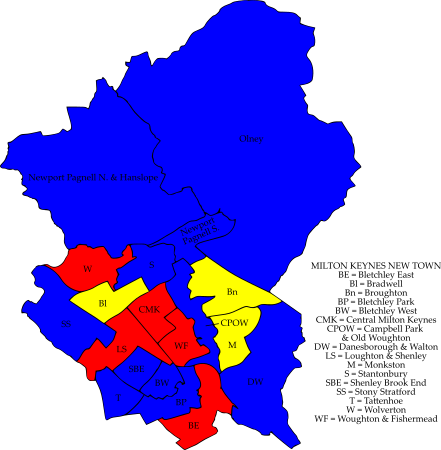 Olney
Newport Pagnell N. & Hanslope
Newport
Pagnell S.
W
S
Bl
Bn
SS
CMK
CPOW
LS
WF
M
SBE
BW
DW
T
BP
BE
MILTON KEYNES NEW TOWN
BE = Bletchley East
Bl = Bradwell
Bn = Broughton
BP = Bletchley Park
BW = Bletchley West
CMK = Central Milton Keynes
CPOW = Campbell Park
& Old Woughton
DW = Danesborough & Walton
LS = Loughton & Shenley
M = Monkston
S = Stantonbury
SBE = Shenley Brook End
SS = Stony Stratford
T = Tattenhoe
W = Wolverton
WF = Woughton & Fishermead